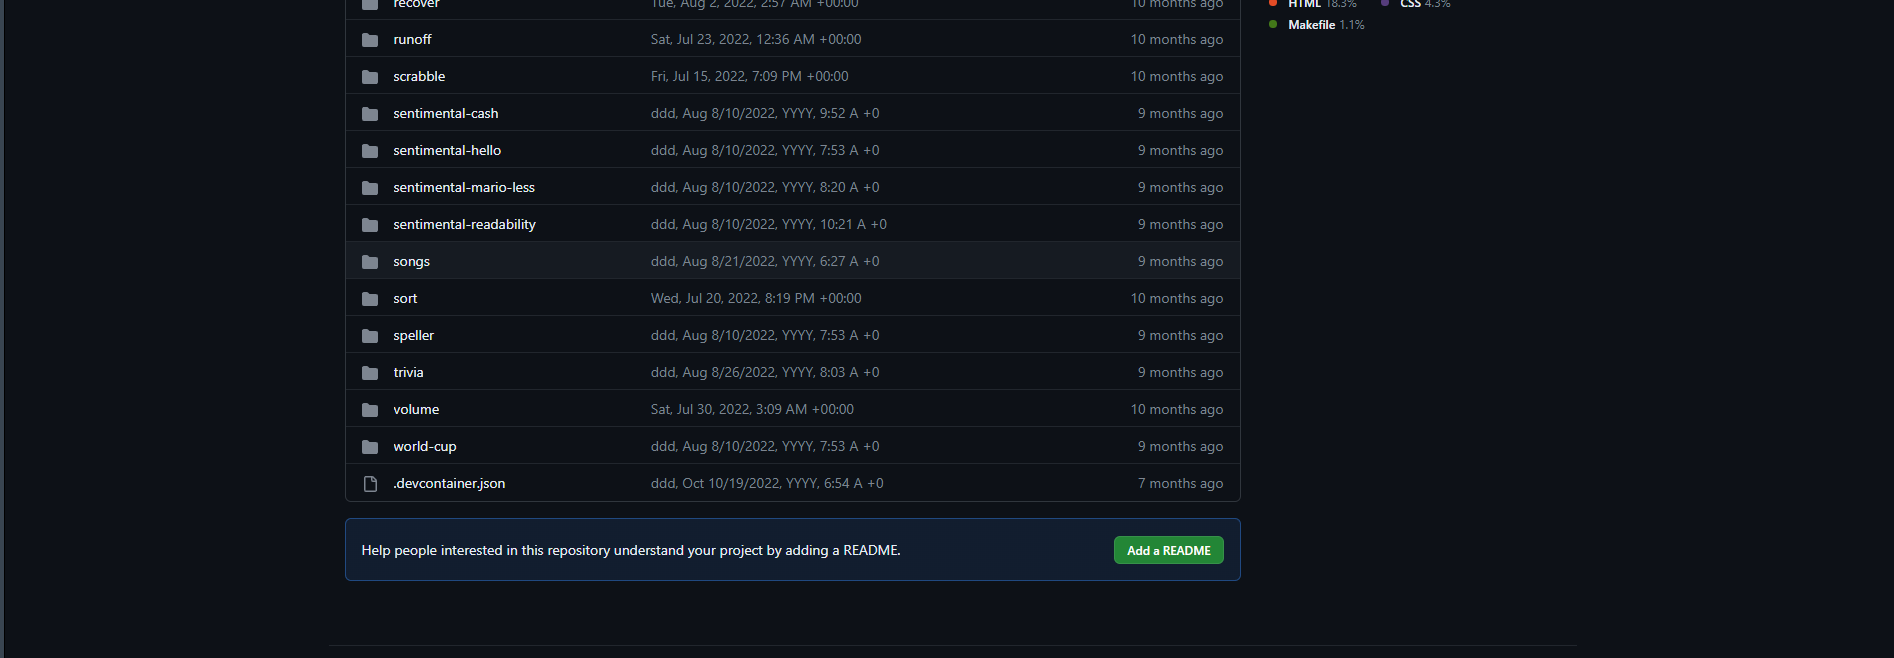 recover Tue, Aug 2, 2022, 2:57 AM +00:00 10 months ago
runoff Sat, Jul 23, 2022, 12:36 AM +00:00 10 months ago
scrabble Fri, Jul 15, 2022, 7:09 PM +00:00 10 months ago
sentimental-cash ddd, Aug 8/10/2022, YYYY, 9:52 A +0 9 months ago
sentimental-hello ddd, Aug 8/10/2022, YYYY, 7:53 A +0 9 months ago
sentimental-mario-less ddd, Aug 8/10/2022, YYYY, 8:20 A +0 9 months ago
sentimental-readability ddd, Aug 8/10/2022, YYYY, 10:21 A +0 9 months ago
songs ddd, Aug 8/21/2022, YYYY, 6:27 A +0 9 months ago
sort Wed, Jul 20, 2022, 8:19 PM +00:00 10 months ago
speller ddd, Aug 8/10/2022, YYYY, 7:53 A +0 9 months ago
trivia ddd, Aug 8/26/2022, YYYY, 8:03 A +0 9 months ago
volume Sat, Jul 30, 2022, 3:09 AM +00:00 10 months ago
world-cup ddd, Aug 8/10/2022, YYYY, 7:53 A +0 9 months ago
.devcontainer.json ddd, Oct 10/19/2022, YYYY, 6:54 A +0 7 months ago
Help people interested in this repository understand your project by adding a README. Add a README
HTML 18.3% CSS 4.3%
Makefile 1.1%